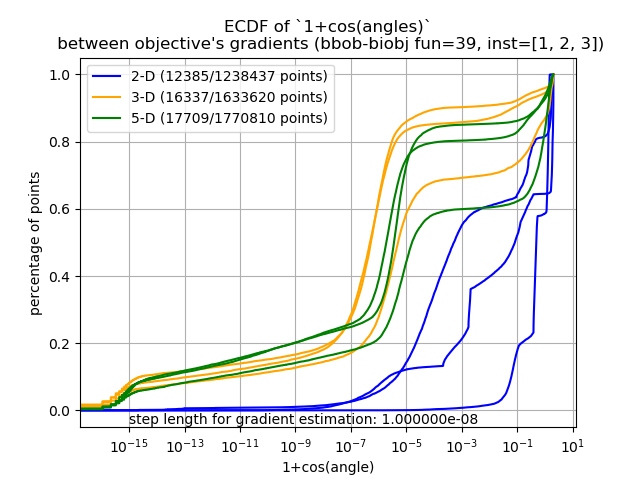 ECDF of `1+cos(angles)`
between objective's gradients (bbob-biobj fun=39, inst=[1, 2, 3])
1.0
0.8
0.6
0.4
0.2
0.0
percentage of points
2-D (12385/1238437 points)
3-D (16337/1633620 points)
5-D (17709/1770810 points)
step length for gradient estimation: 1.000000e-08
10⁻¹⁵ 10⁻¹³ 10⁻¹¹ 10⁻⁹ 10⁻⁷ 10⁻⁵ 10⁻³ 10⁻¹ 10¹
1+cos(angle)